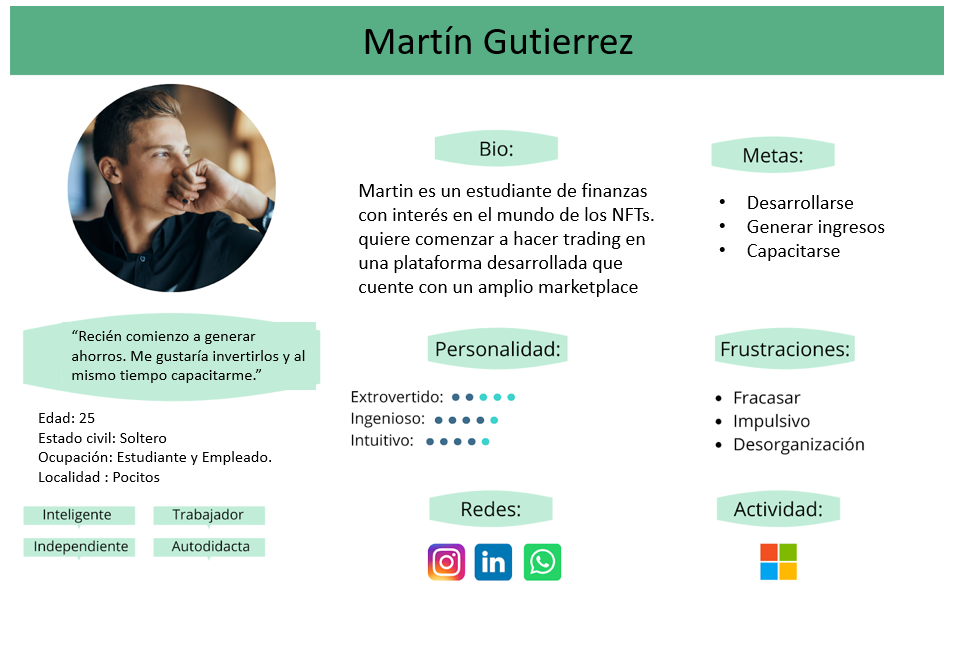 Martín Gutierrez
Bio:
Martin es un estudiante de finanzas
con interés en el mundo de los NFTs.
quiere comenzar a hacer trading en
una plataforma desarrollada que
cuente con un amplio marketplace
Metas:
• Desarrollarse
• Generar ingresos
• Capacitarse
“Recién comienzo a generar
ahorros. Me gustaría invertirlos y al
mismo tiempo capacitarme.”
Edad: 25
Estado civil: Soltero
Ocupación: Estudiante y Empleado.
Localidad : Pocitos
Inteligente
Trabajador
Independiente
Autodidacta
Personalidad:
Extrovertido:
Ingenioso:
Intuitivo:
Frustraciones:
• Fracasar
• Impulsivo
• Desorganización
Redes:
in
Actividad: